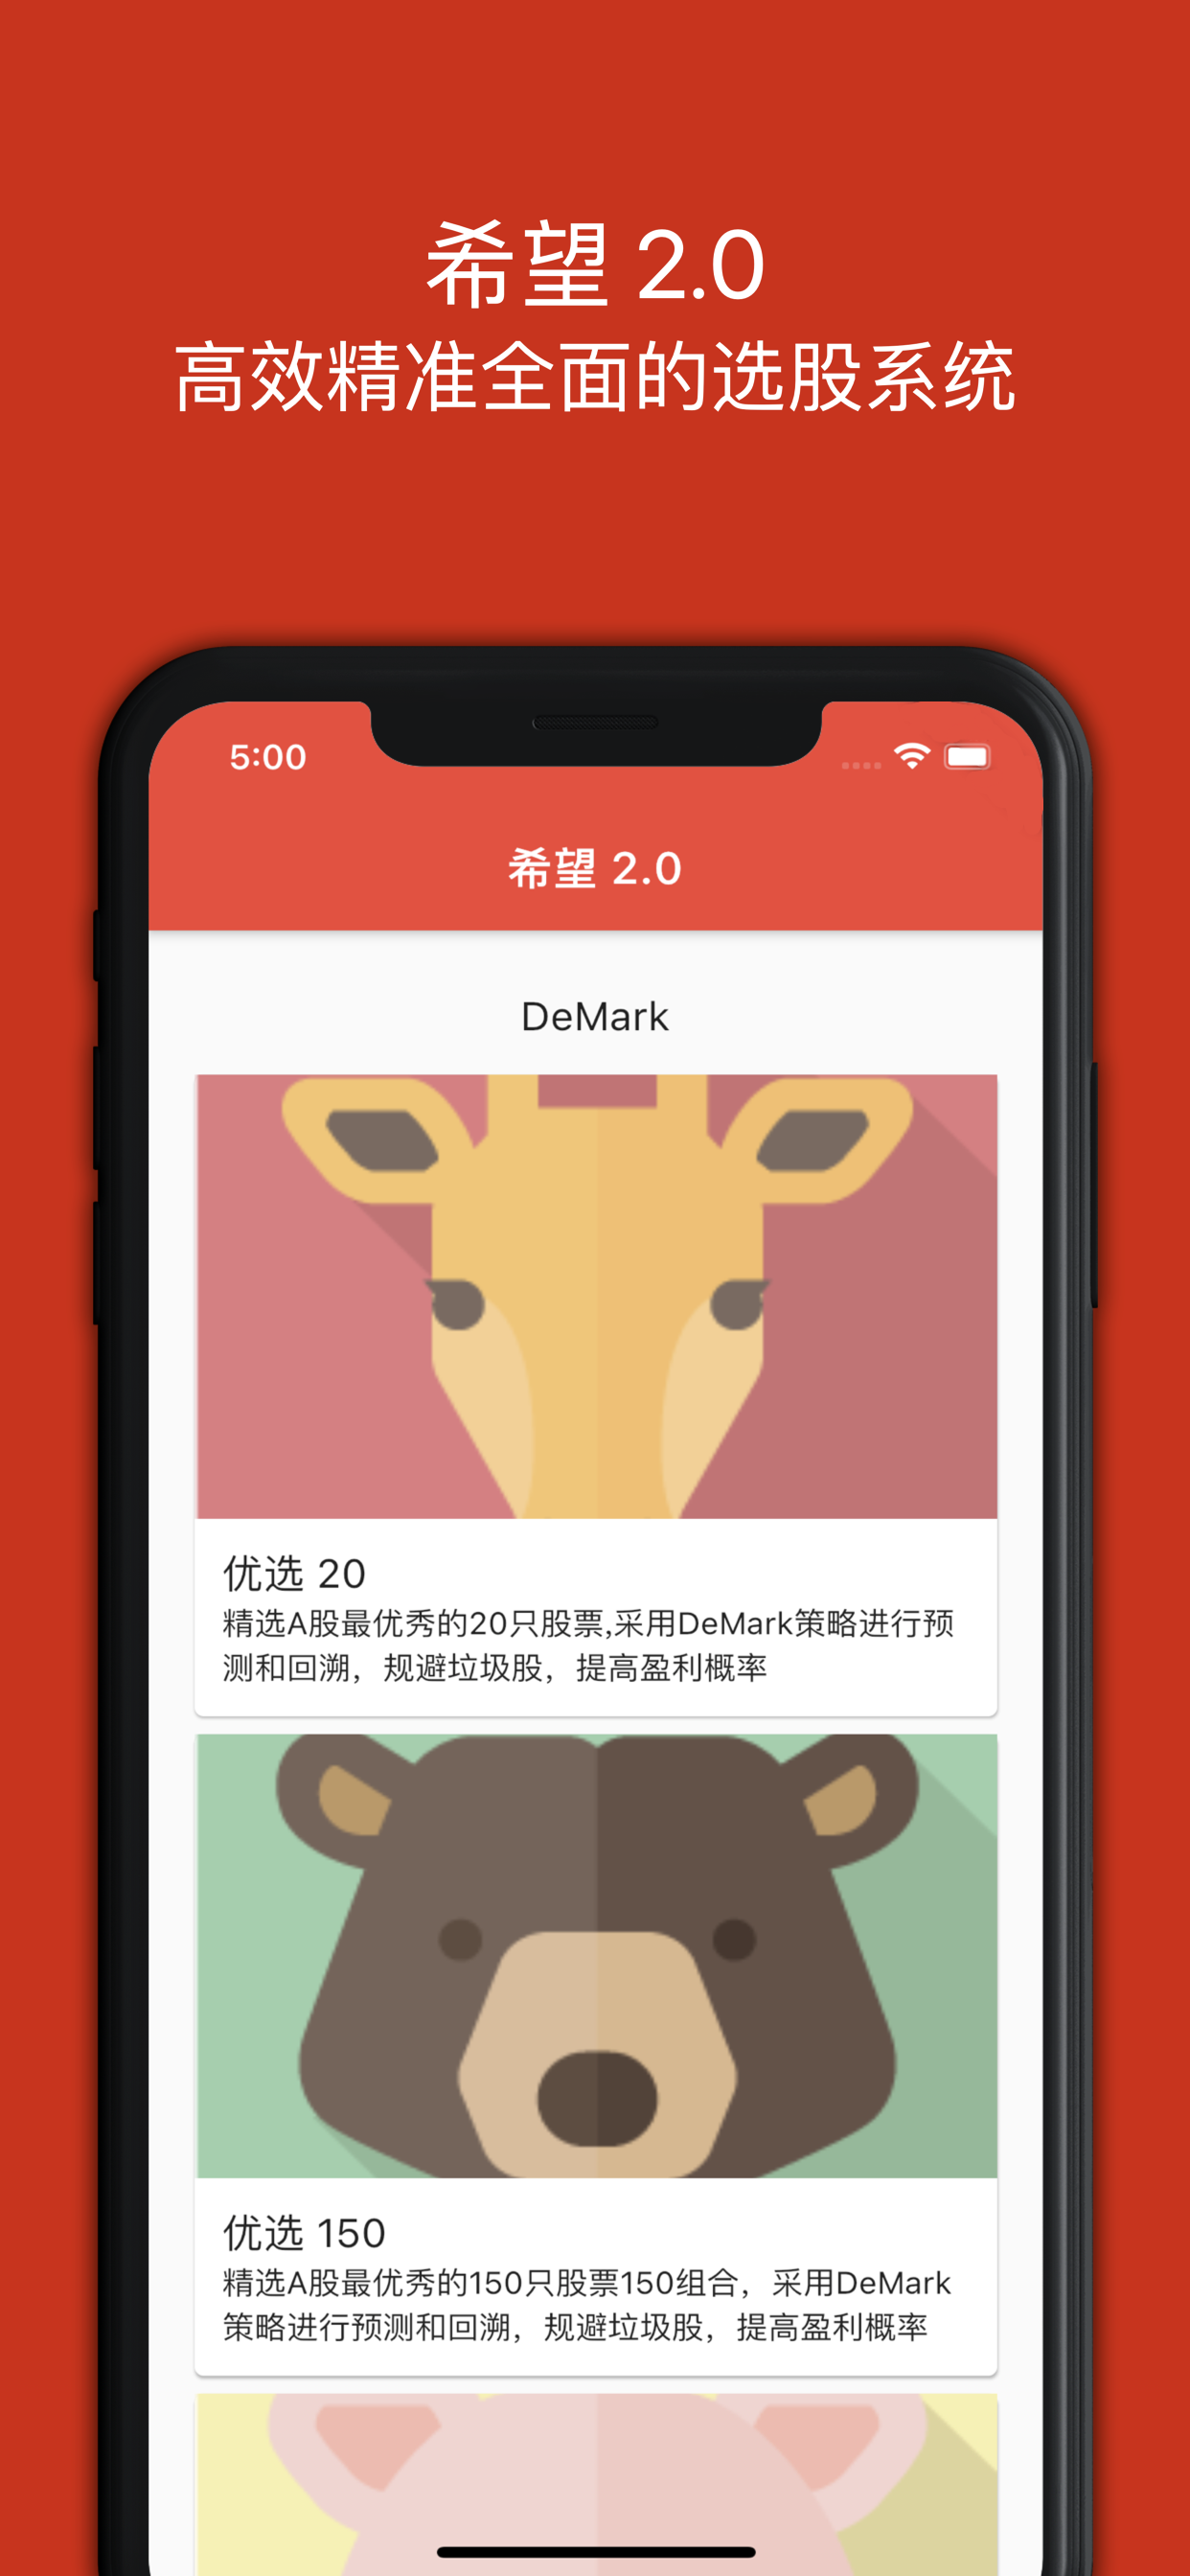 希望 2.0
高效精准全面的选股系统
5:00
希望 2.0
DeMark
优选 20
精选A股最优秀的20只股票,采用DeMark策略进行预
测和回溯，规避垃圾股，提高盈利概率
优选 150
精选A股最优秀的150只股票150组合，采用DeMark
策略进行预测和回溯，规避垃圾股，提高盈利概率